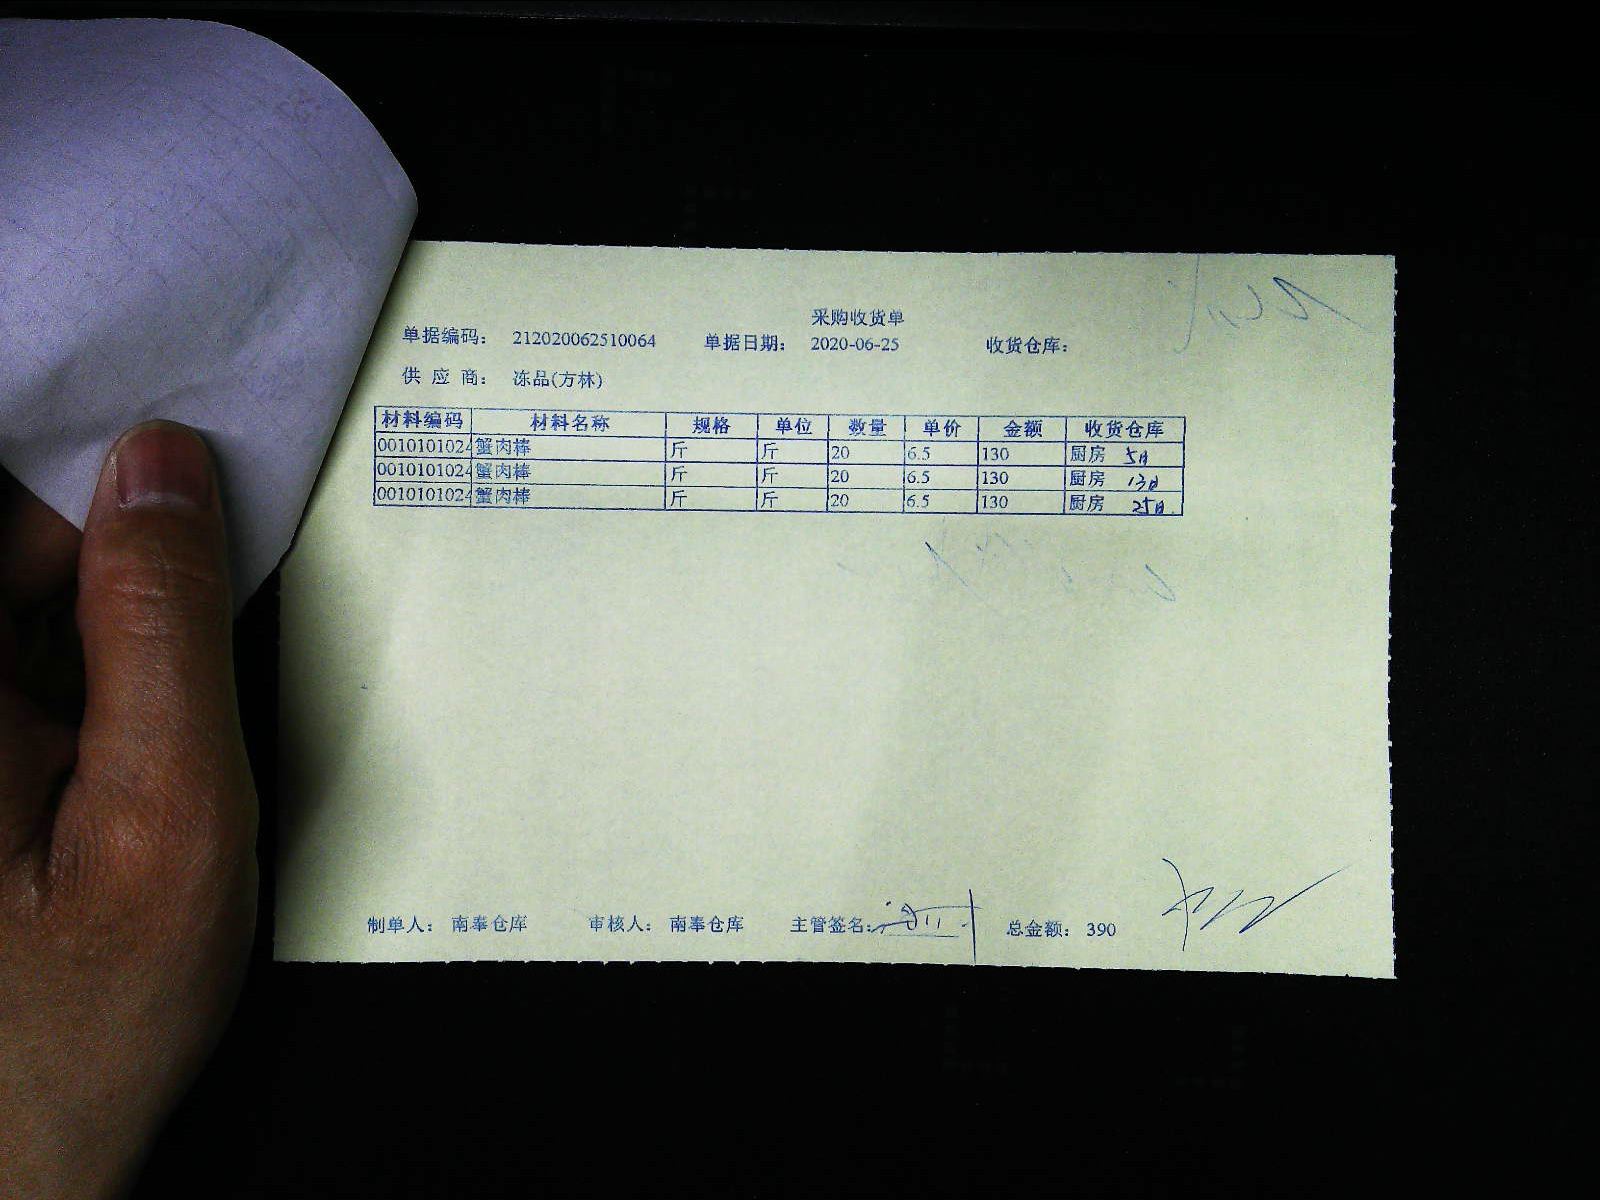 采购收货单
单据编码： 212020062510064 单据日期： 2020-06-25 收货仓库：
供 应 商： 冻品(方林)
材料编码 材料名称 规格 单位 数量 单价 金额 收货仓库
0010101024 蟹肉棒 斤 斤 20 6.5 130 厨房 5日
0010101024 蟹肉棒 斤 斤 20 6.5 130 厨房 13日
0010101024 蟹肉棒 斤 斤 20 6.5 130 厨房 25日
制单人： 南奉仓库 审核人： 南奉仓库 主管签名： 总金额： 390